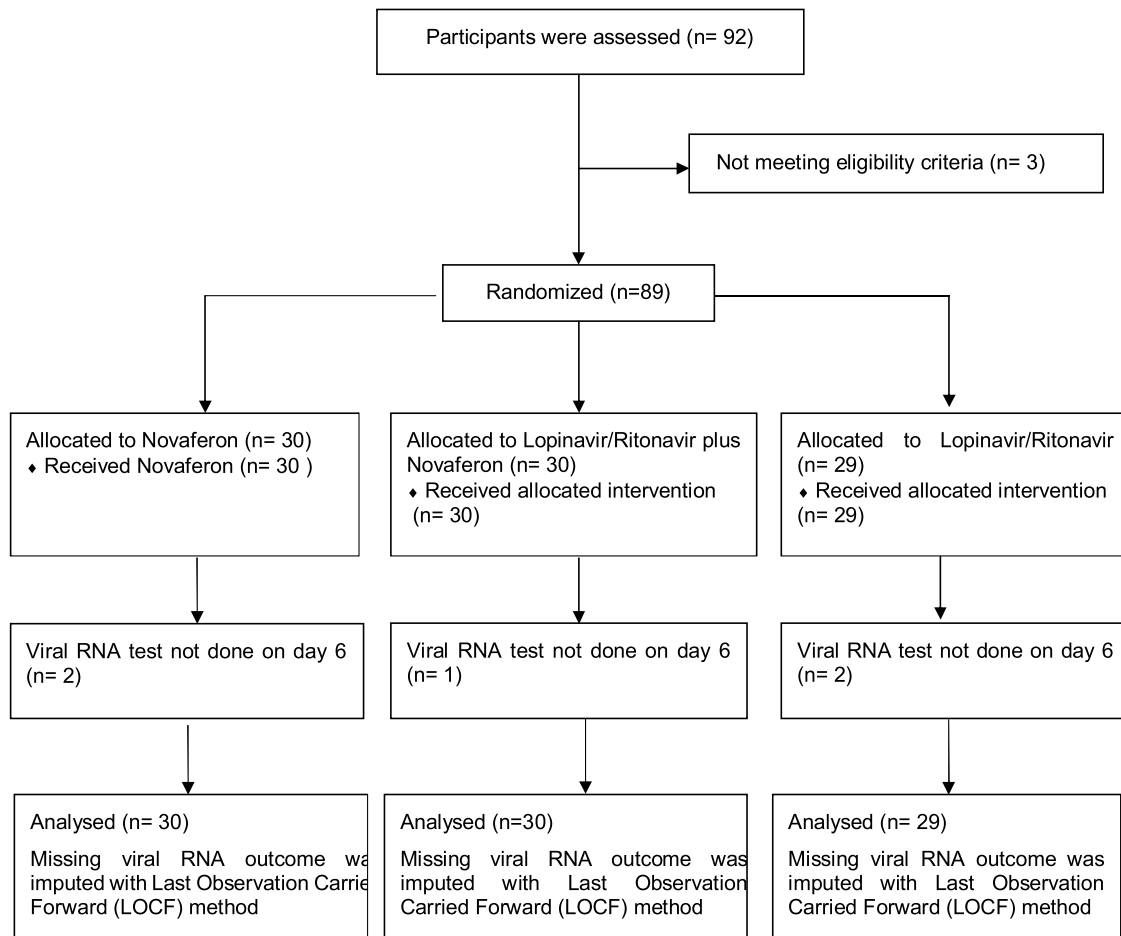 Participants were assessed (n= 92)
Not meeting eligibility criteria (n= 3)
Randomized (n=89)
Allocated to Novaferon (n= 30)
♦ Received Novaferon (n= 30 )
Allocated to Lopinavir/Ritonavir plus
Novaferon (n= 30)
♦ Received allocated intervention
(n= 30)
Allocated to Lopinavir/Ritonavir
(n= 29)
♦ Received allocated intervention
(n= 29)
Viral RNA test not done on day 6
(n= 2)
Viral RNA test not done on day 6
(n= 1)
Viral RNA test not done on day 6
(n= 2)
Analysed (n= 30)
Missing viral RNA outcome wa
imputed with Last Observation Carrie
Forward (LOCF) method
Analysed (n=30)
Missing viral RNA outcome was
imputed with Last Observation
Carried Forward (LOCF) method
Analysed (n= 29)
Missing viral RNA outcome was
imputed with Last Observation
Carried Forward (LOCF) method